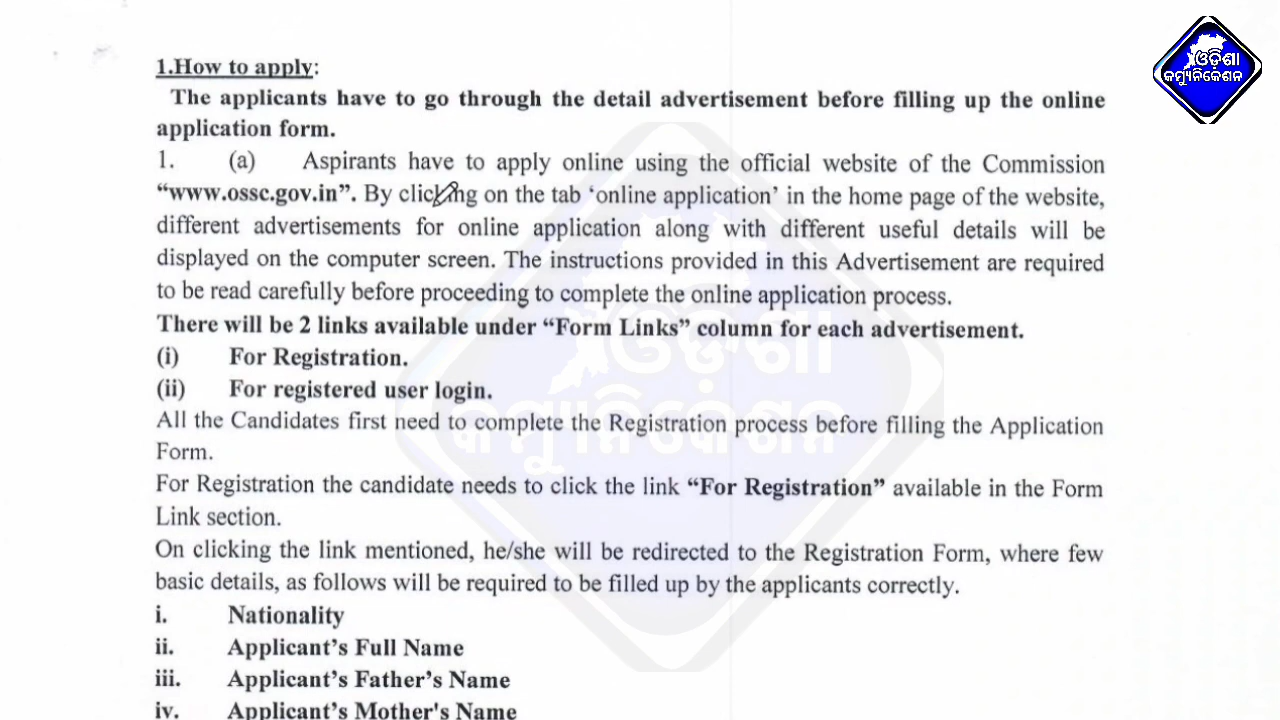 1.How to apply:
The applicants have to go through the detail advertisement before filling up the online
application form.
1. (a) Aspirants have to apply online using the official website of the Commission
“www.ossc.gov.in”. By clicking on the tab ‘online application’ in the home page of the website,
different advertisements for online application along with different useful details will be
displayed on the computer screen. The instructions provided in this Advertisement are required
to be read carefully before proceeding to complete the online application process.
There will be 2 links available under “Form Links” column for each advertisement.
(i) For Registration.
(ii) For registered user login.
All the Candidates first need to complete the Registration process before filling the Application
Form.
For Registration the candidate needs to click the link “For Registration” available in the Form
Link section.
On clicking the link mentioned, he/she will be redirected to the Registration Form, where few
basic details, as follows will be required to be filled up by the applicants correctly.
i. Nationality
ii. Applicant’s Full Name
iii. Applicant’s Father’s Name
iv. Applicant’s Mother's Name
ଓଡ଼ିଶା
କମ୍ୟୁନିକେଶନ
ଓଡ଼ିଶା
କମ୍ୟୁନିକେଶନ